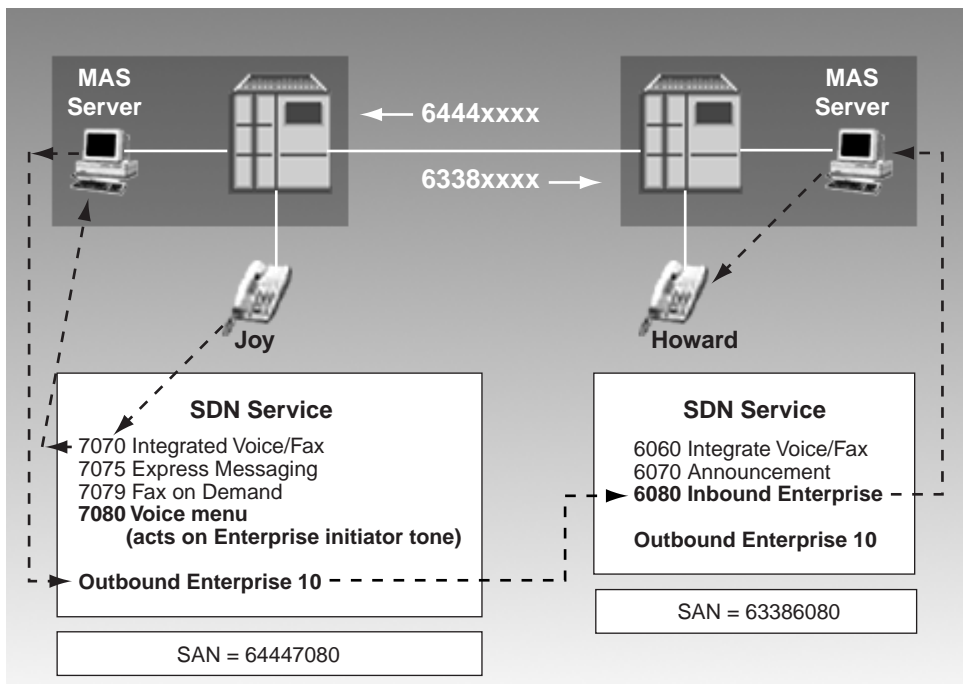 MAS
Server
MAS
Server
6444xxxx
6338xxxx
Joy
Howard
SDN Service
7070 Integrated Voice/Fax
7075 Express Messaging
7079 Fax on Demand
7080 Voice menu
(acts on Enterprise initiator tone)
Outbound Enterprise 10
SAN = 64447080
SDN Service
6060 Integrate Voice/Fax
6070 Announcement
6080 Inbound Enterprise
Outbound Enterprise 10
SAN = 63386080